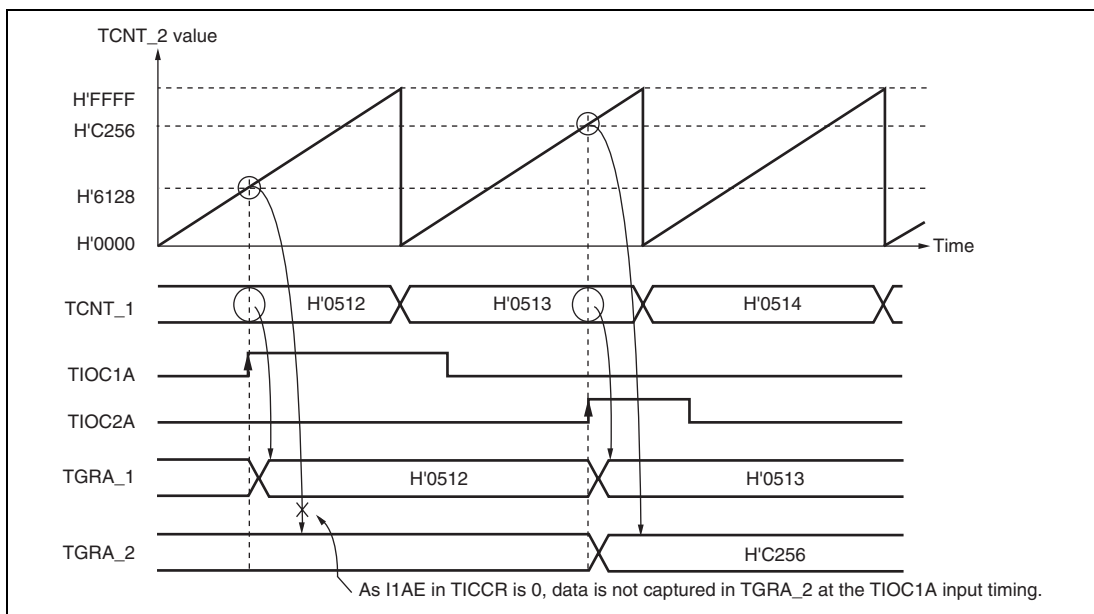 TCNT_2 value
H'FFFF
H'C256
H'6128
H'0000
Time
TCNT_1
H'0512
H'0513
H'0514
TIOC1A
TIOC2A
TGRA_1
H'0512
H'0513
TGRA_2
H'C256
As I1AE in TICCR is 0, data is not captured in TGRA_2 at the TIOC1A input timing.